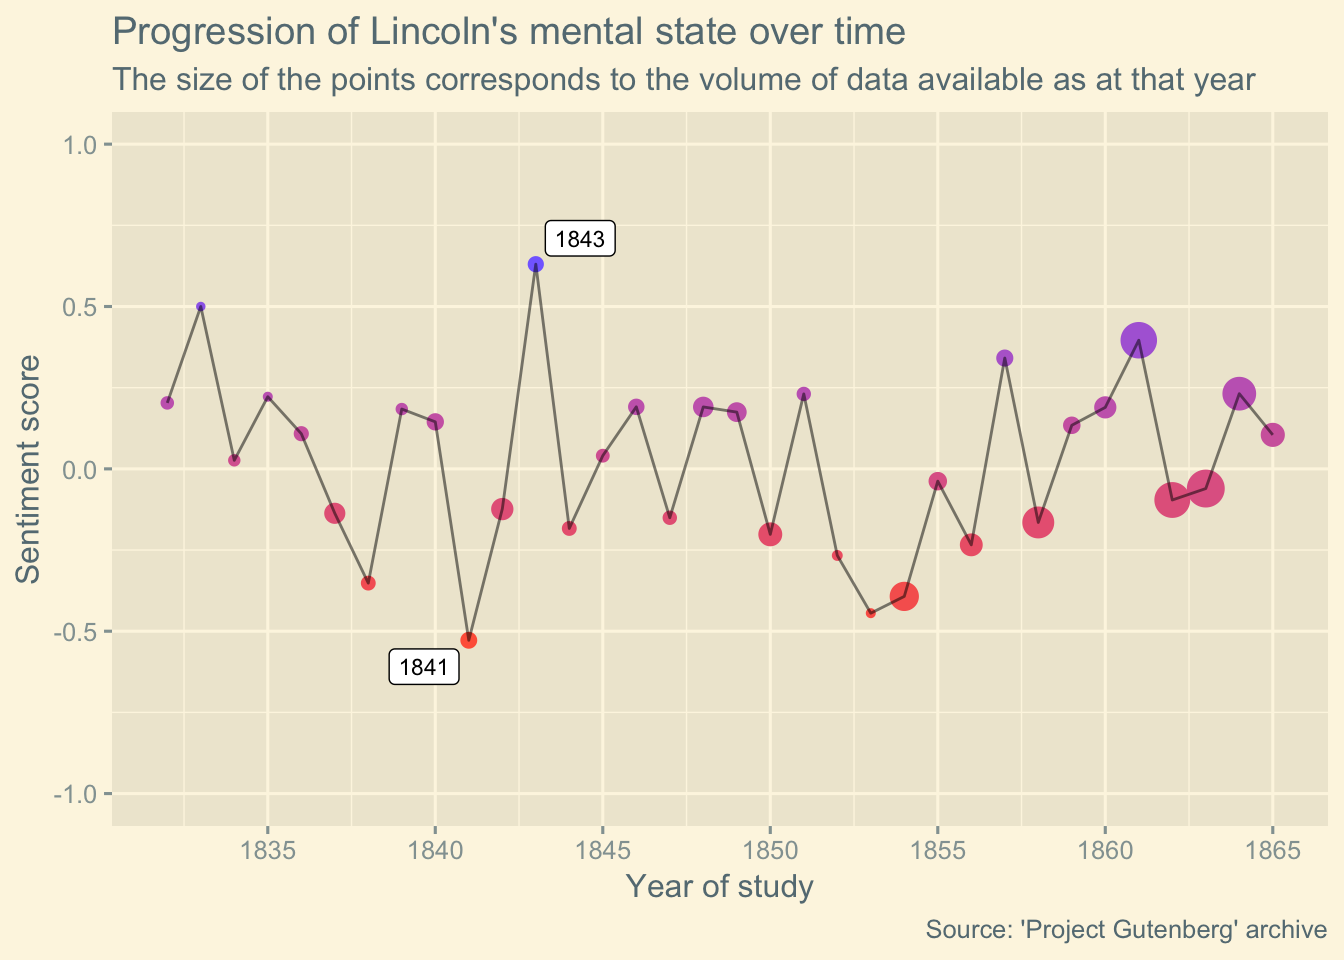 Progression of Lincoln's mental state over time
The size of the points corresponds to the volume of data available as at that year
1.0
0.5
0.0
-0.5
-1.0
Sentiment score
1843
1841
1835 1840 1845 1850 1855 1860 1865
Year of study
Source: 'Project Gutenberg' archive